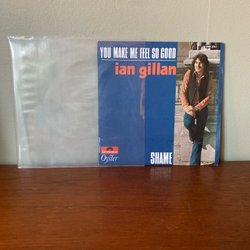 YOU MAKE ME FEEL SO GOOD
ian gillan
Oyster
SHAME